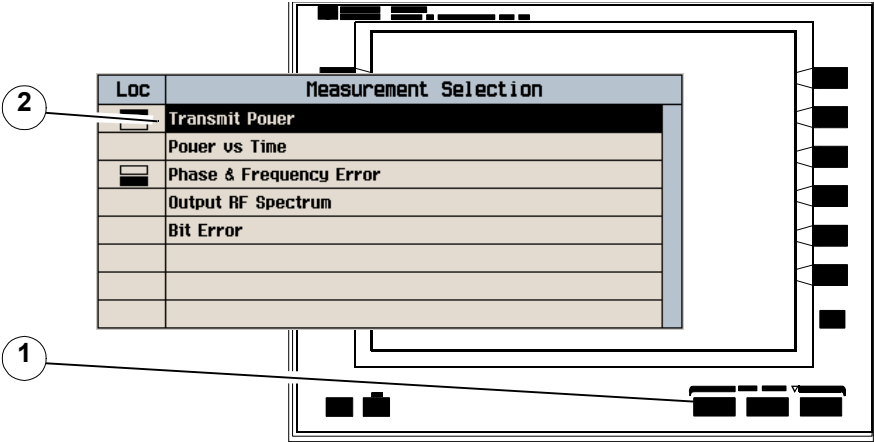 Loc Measurement Selection
2
Transmit Power
Power vs Time
Phase & Frequency Error
Output RF Spectrum
Bit Error
1